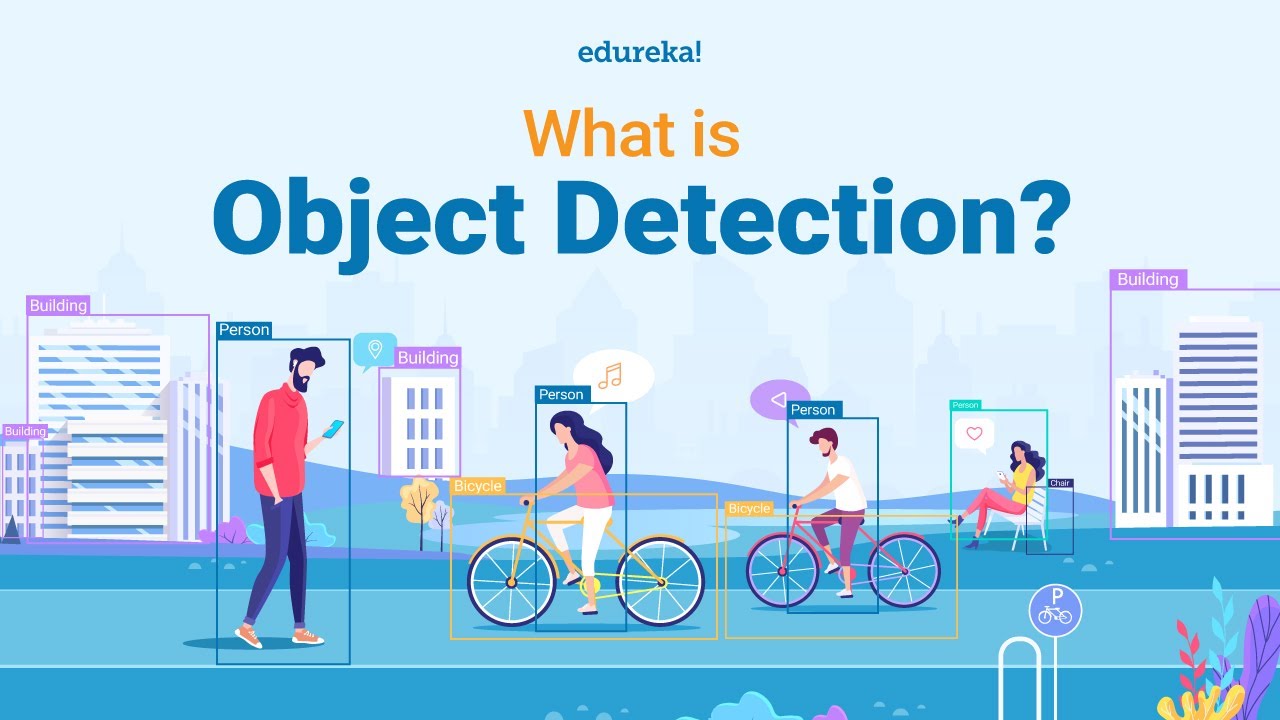 edureka!
What is
Object Detection?
Building
Building
Person
Building
Person
Person
Person
Building
Bicycle
Bicycle
Chair
P